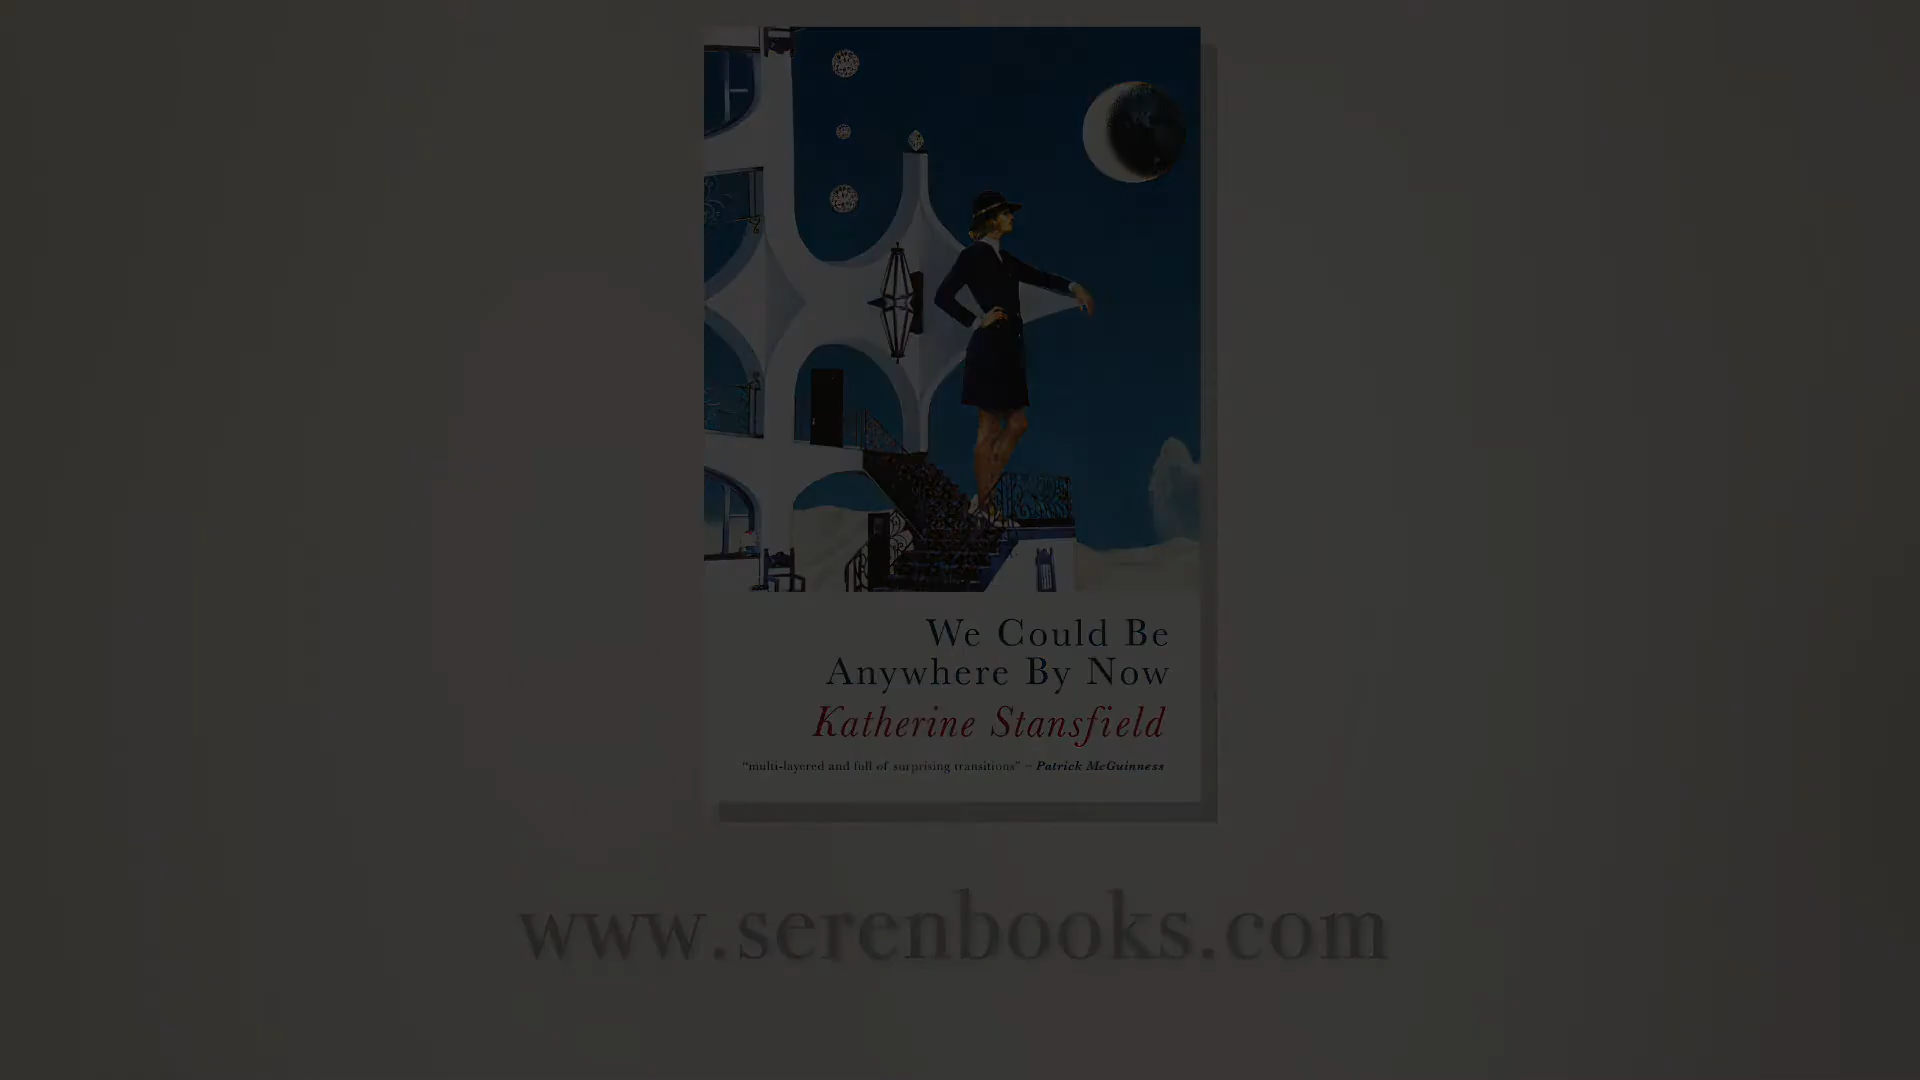 We Could Be
Anywhere By Now
Katherine Stansfield
“multi-layered and full of surprising transitions” – Patrick McGuinness
www.serenbooks.com